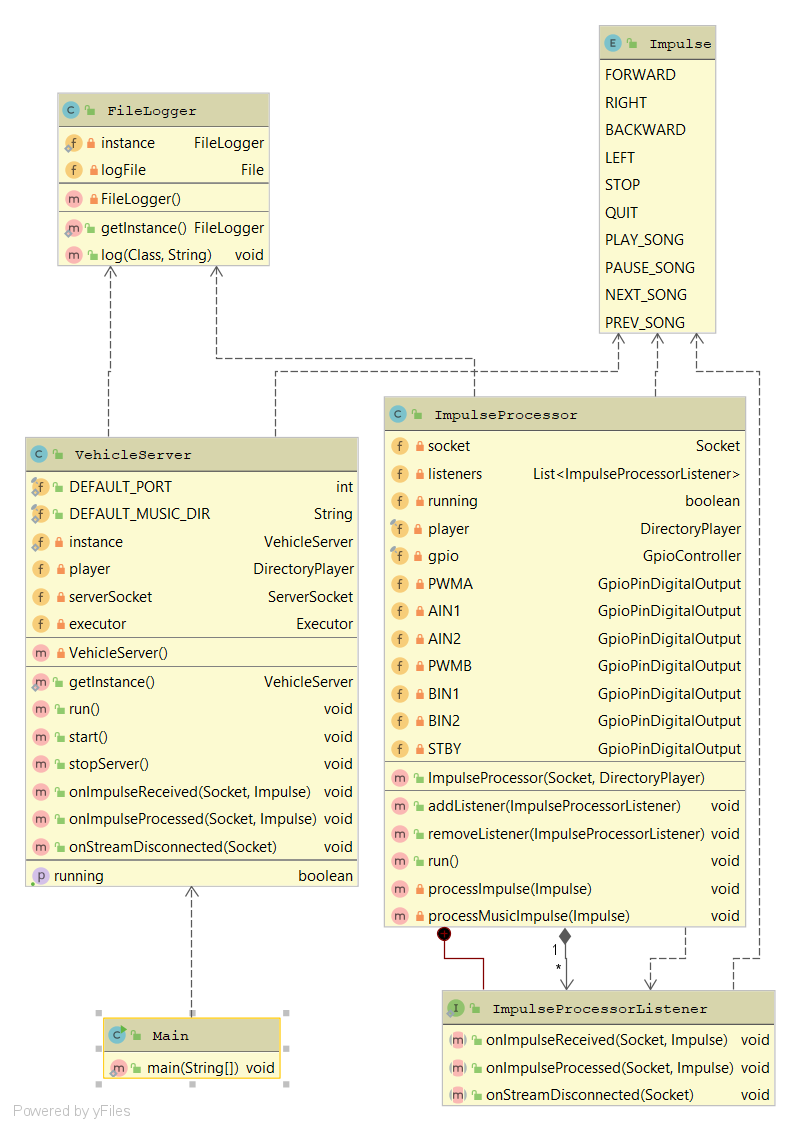 E Impulse
FORWARD
RIGHT
BACKWARD
LEFT
STOP
QUIT
PLAY_SONG
PAUSE_SONG
NEXT_SONG
PREV_SONG
C FileLogger
f instance FileLogger
f logFile File
m FileLogger()
m getInstance() FileLogger
m log(Class, String) void
C VehicleServer
f DEFAULT_PORT int
f DEFAULT_MUSIC_DIR String
f instance VehicleServer
f player DirectoryPlayer
f serverSocket ServerSocket
f executor Executor
m VehicleServer()
m getInstance() VehicleServer
m run() void
m start() void
m stopServer() void
m onImpulseReceived(Socket, Impulse) void
m onImpulseProcessed(Socket, Impulse) void
m onStreamDisconnected(Socket) void
p running boolean
C ImpulseProcessor
f socket Socket
f listeners List<ImpulseProcessorListener>
f running boolean
f player DirectoryPlayer
f gpio GpioController
f PWMA GpioPinDigitalOutput
f AIN1 GpioPinDigitalOutput
f AIN2 GpioPinDigitalOutput
f PWMB GpioPinDigitalOutput
f BIN1 GpioPinDigitalOutput
f BIN2 GpioPinDigitalOutput
f STBY GpioPinDigitalOutput
m ImpulseProcessor(Socket, DirectoryPlayer)
m addListener(ImpulseProcessorListener) void
m removeListener(ImpulseProcessorListener) void
m run() void
m processImpulse(Impulse) void
m processMusicImpulse(Impulse) void
1
*
C Main
m main(String[]) void
I ImpulseProcessorListener
m onImpulseReceived(Socket, Impulse) void
m onImpulseProcessed(Socket, Impulse) void
m onStreamDisconnected(Socket) void
Powered by yFiles